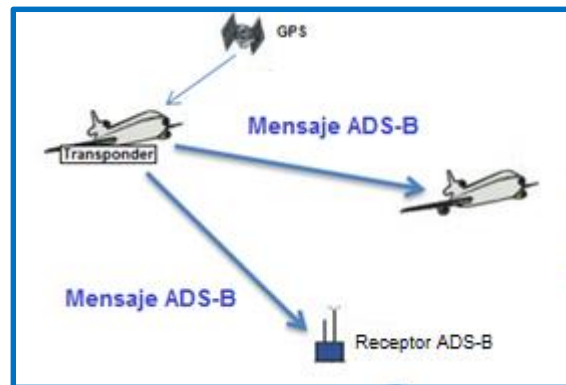 GPS
Mensaje ADS-B
Transponder
Mensaje ADS-B
Receptor ADS-B